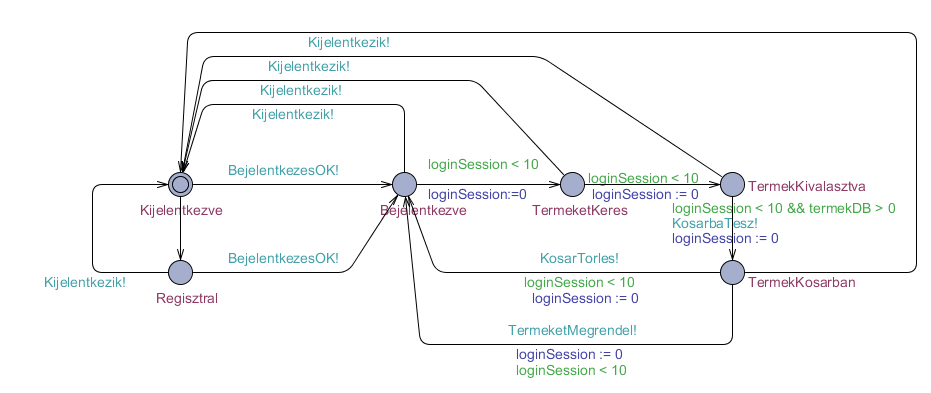 Kijelentkezik!
Kijelentkezik!
Kijelentkezik!
Kijelentkezik!
BejelentkezesOK!
loginSession < 10
loginSession:=0
loginSession < 10
loginSession := 0
TermekKivalasztva
Kijelentkezve
Bejelentkezve
TermeketKeres
loginSession < 10 && termekDB > 0
KosarbaTesz!
loginSession := 0
BejelentkezesOK!
KosarTorles!
Kijelentkezik!
loginSession < 10
TermekKosarban
Regisztral
loginSession := 0
TermeketMegrendel!
loginSession := 0
loginSession < 10